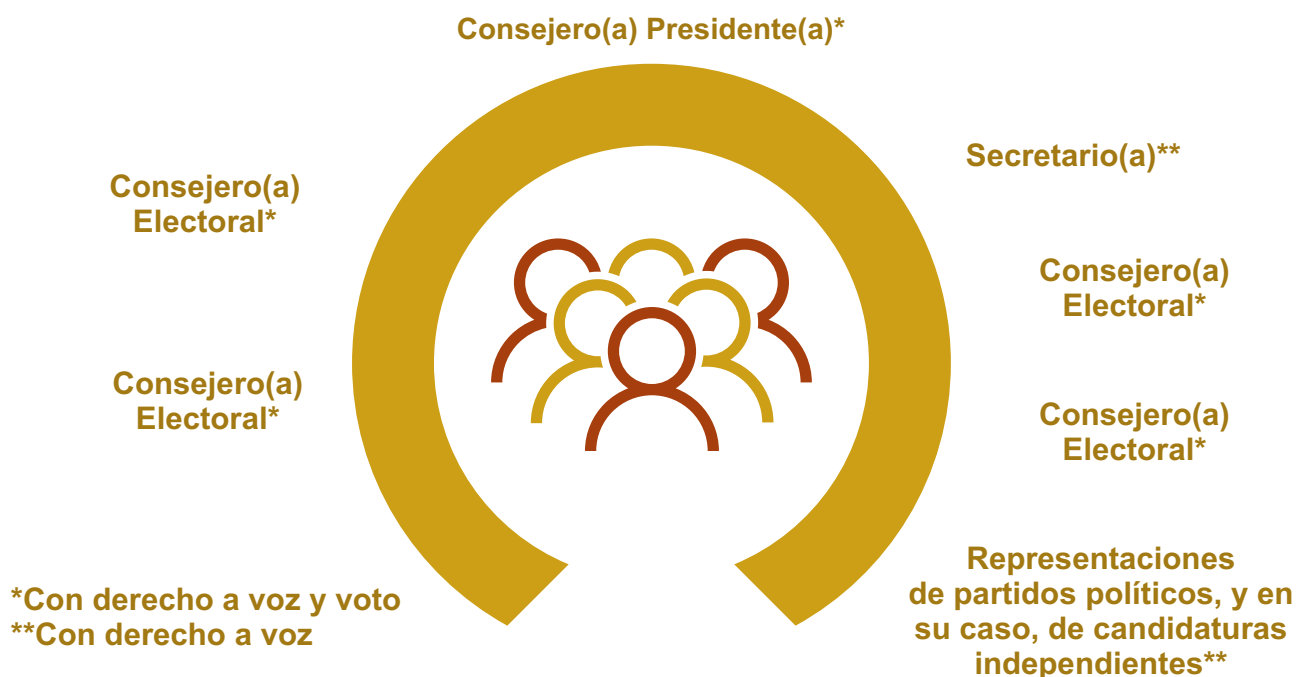 Consejero(a) Presidente(a)*
Secretario(a)**
Consejero(a)
Electoral*
Consejero(a)
Electoral*
Consejero(a)
Electoral*
Consejero(a)
Electoral*
Representaciones
de partidos políticos, y en
su caso, de candidaturas
independientes**
*Con derecho a voz y voto
**Con derecho a voz